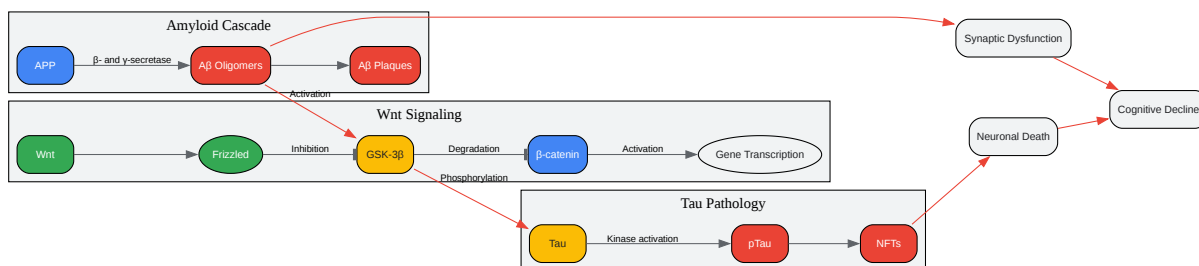 Amyloid Cascade
APP
β- and γ-secretase
Aβ Oligomers
Aβ Plaques
Synaptic Dysfunction
Activation
Cognitive Decline
Wnt Signaling
Wnt
Frizzled
Inhibition
GSK-3β
Degradation
β-catenin
Activation
Gene Transcription
Neuronal Death
Phosphorylation
Tau Pathology
Tau
Kinase activation
pTau
NFTs